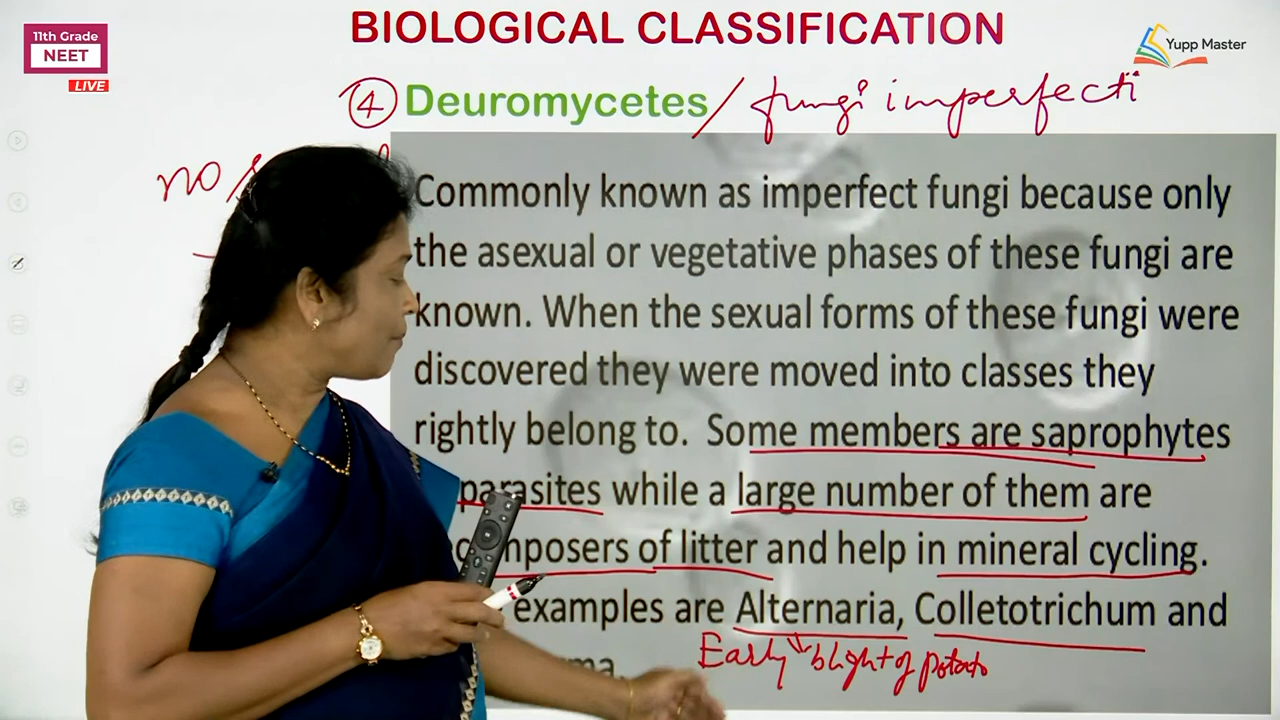 BIOLOGICAL CLASSIFICATION
11th Grade
NEET
LIVE
Yupp Master
4 Deuromycetes / fungi imperfecti
no
Commonly known as imperfect fungi because only
the asexual or vegetative phases of these fungi are
known. When the sexual forms of these fungi were
discovered they were moved into classes they
rightly belong to. Some members are saprophytes
parasites while a large number of them are
of litter and help in mineral cycling.
examples are Alternaria, Colletotrichum and
Early blight of potato